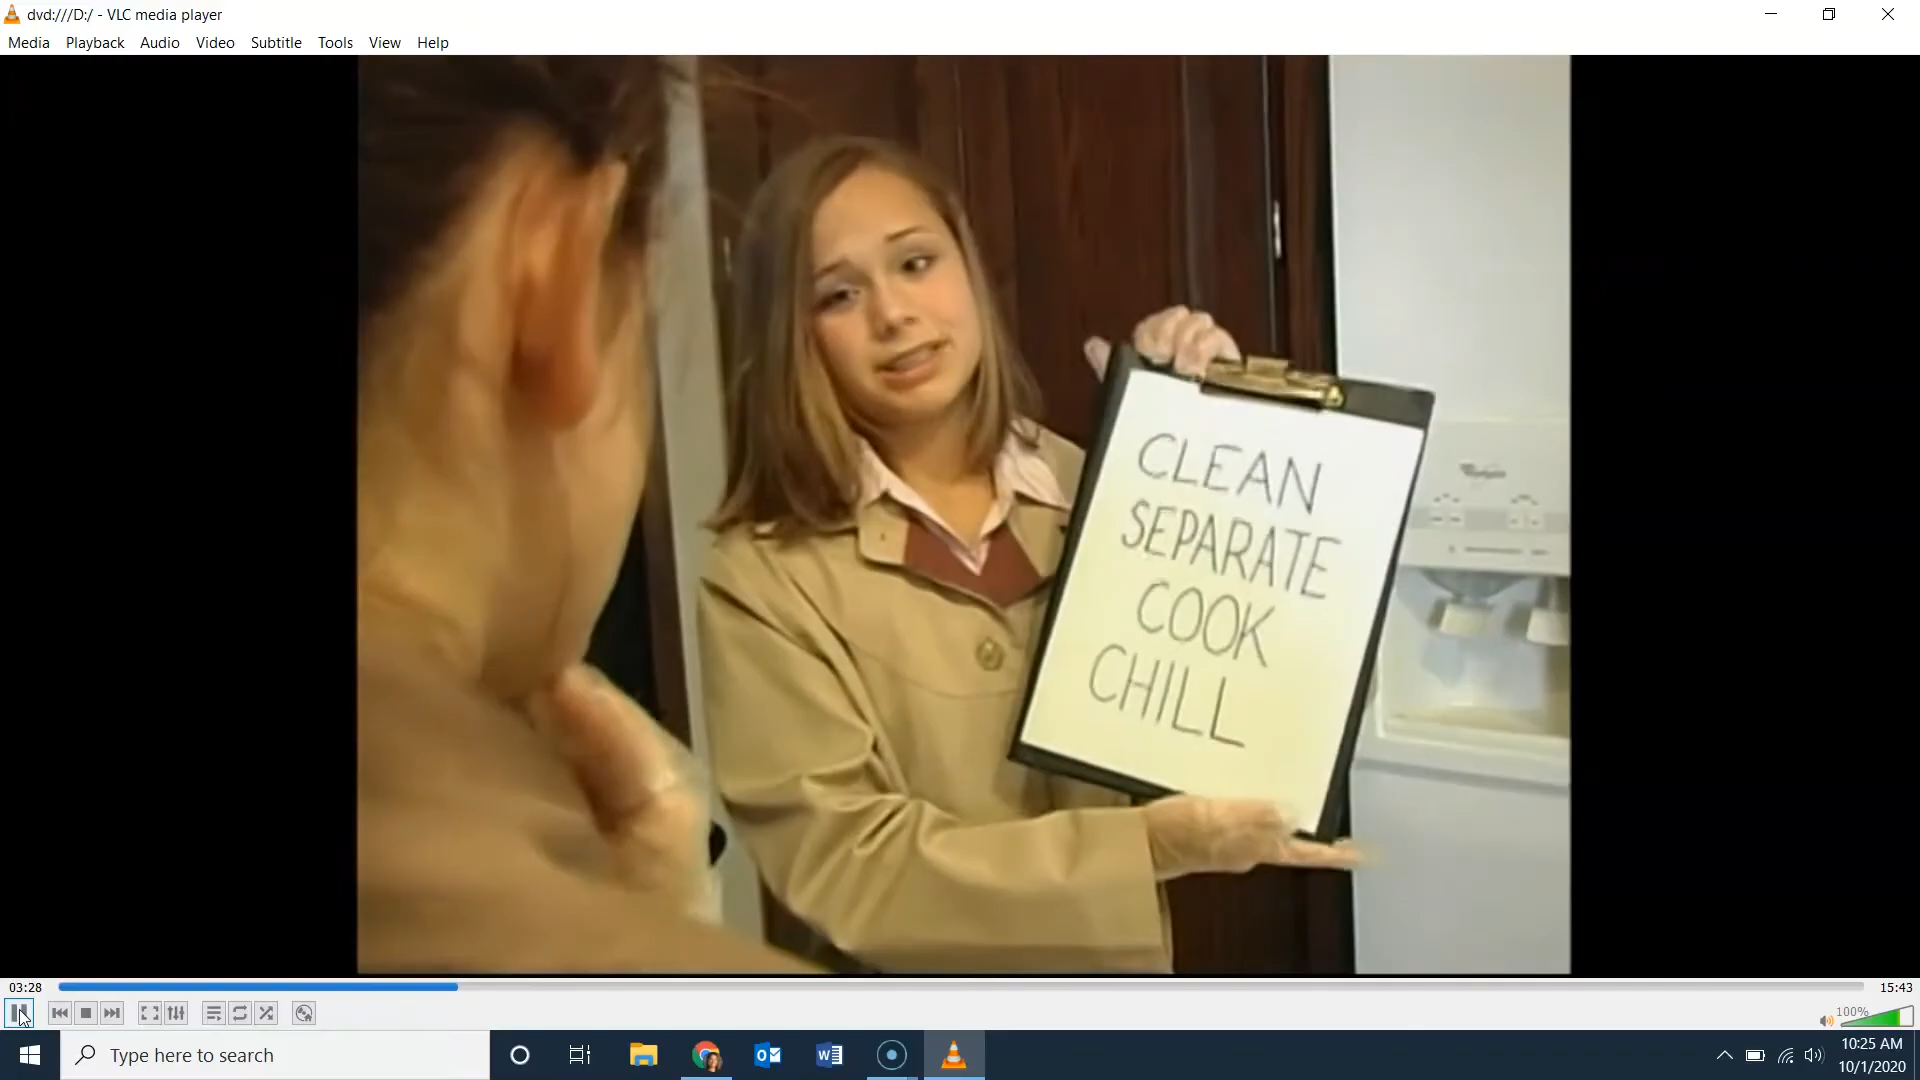 dvd:///D:/ - VLC media player
Media Playback Audio Video Subtitle Tools View Help
CLEAN
SEPARATE
COOK
CHILL
03:28
15:43
100%
Type here to search
10:25 AM
10/1/2020